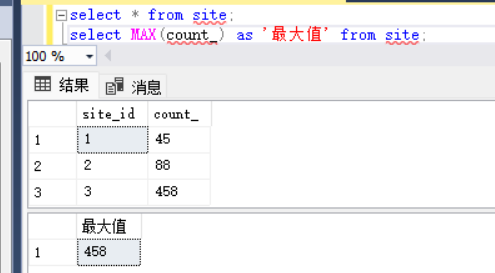 select * from site;
select MAX(count_) as '最大值' from site;
100 %
结果 消息
site_id count_
1 1 45
2 2 88
3 3 458
最大值
1 458